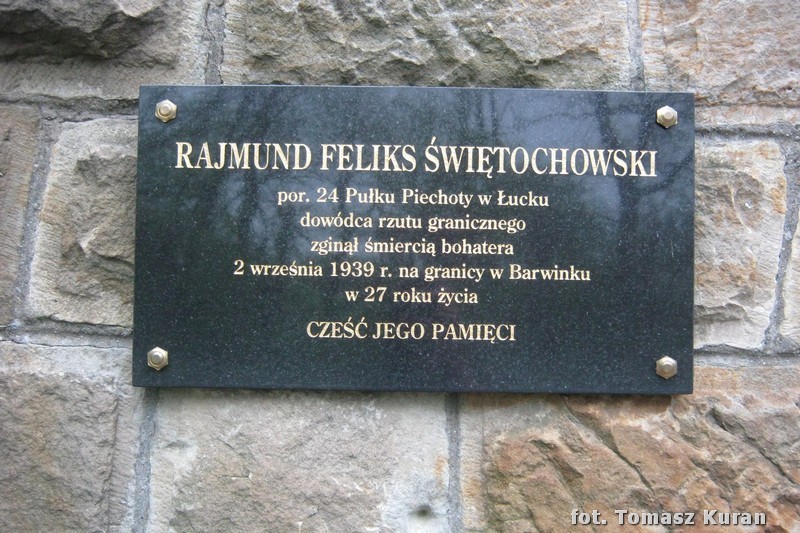 RAJMUND FELIKS ŚWIĘTOCHOWSKI
por. 24 Pułku Piechoty w Łucku
dowódca rzutu granicznego
zginął śmiercią bohatera
2 września 1939 r. na granicy w Barwinku
w 27 roku życia
CZEŚĆ JEGO PAMIĘCI
fot. Tomasz Kuran